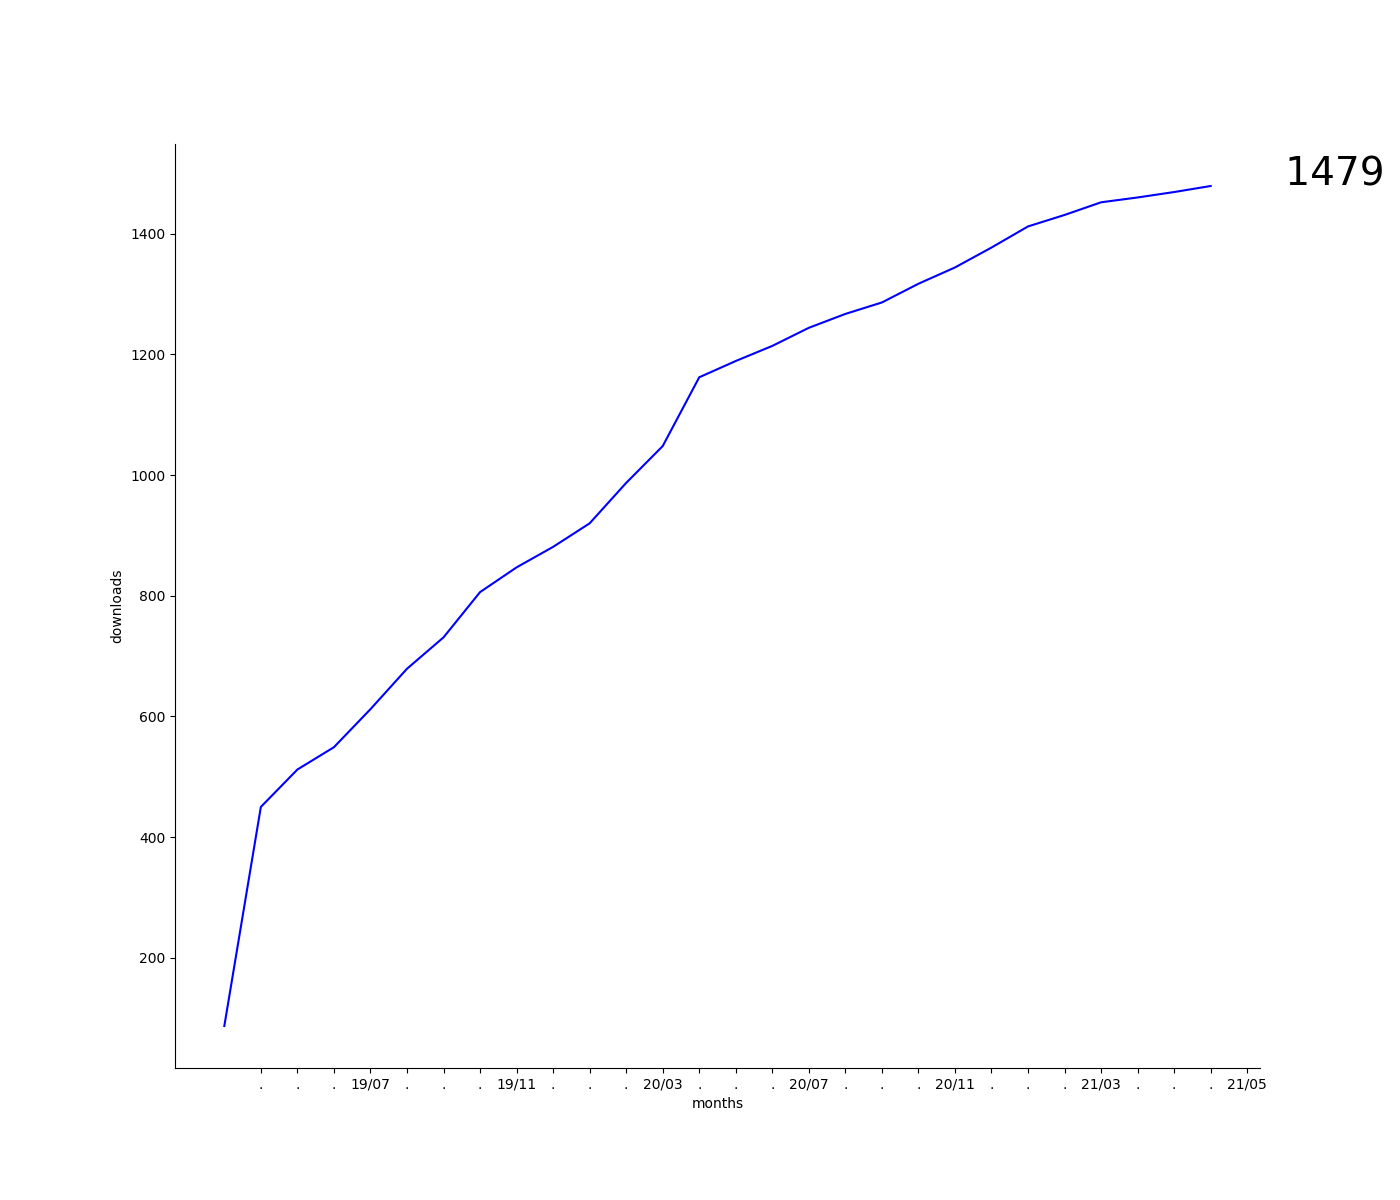 1479
1400
1200
1000
800
600
400
200
downloads
. . . 19/07 . . . 19/11 . . . 20/03 . . . 20/07 . . . 20/11 . . . 21/03 . . . 21/05
months